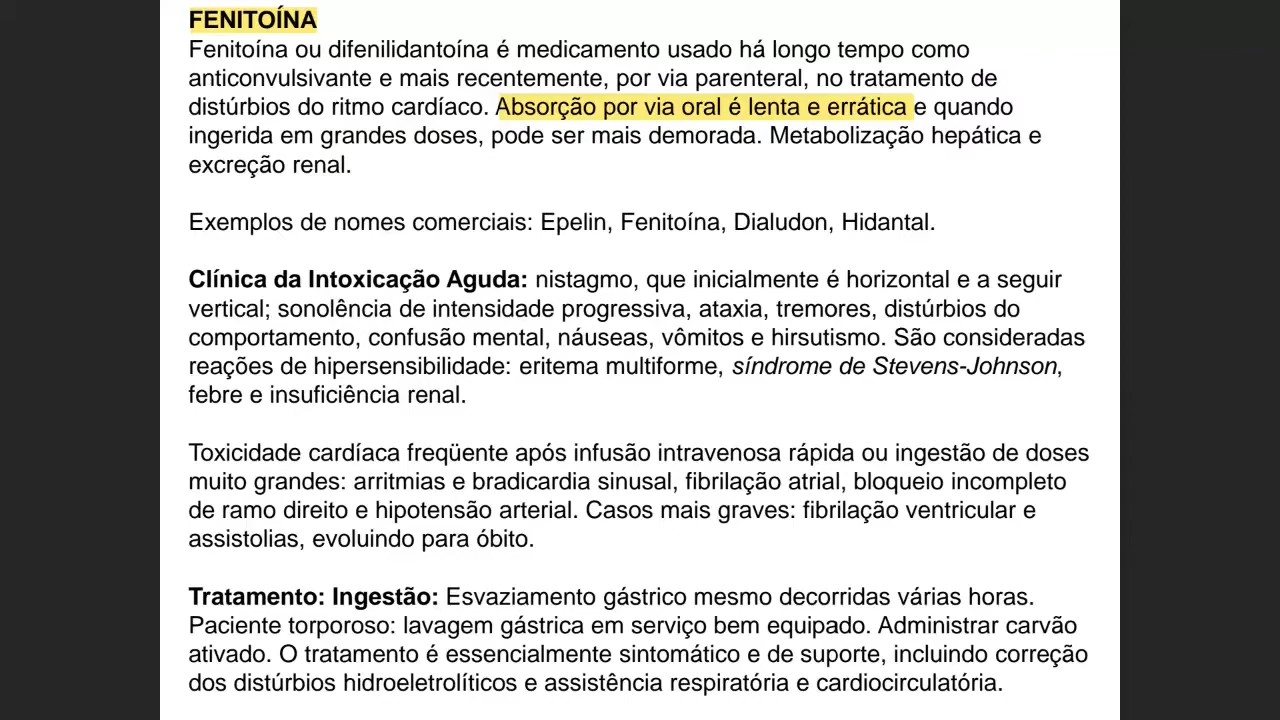 FENITOÍNA
Fenitoína ou difenilidantoína é medicamento usado há longo tempo como
anticonvulsivante e mais recentemente, por via parenteral, no tratamento de
distúrbios do ritmo cardíaco. Absorção por via oral é lenta e errática e quando
ingerida em grandes doses, pode ser mais demorada. Metabolização hepática e
excreção renal.
Exemplos de nomes comerciais: Epelin, Fenitoína, Dialudon, Hidantal.
Clínica da Intoxicação Aguda: nistagmo, que inicialmente é horizontal e a seguir
vertical; sonolência de intensidade progressiva, ataxia, tremores, distúrbios do
comportamento, confusão mental, náuseas, vômitos e hirsutismo. São consideradas
reações de hipersensibilidade: eritema multiforme, síndrome de Stevens-Johnson,
febre e insuficiência renal.
Toxicidade cardíaca freqüente após infusão intravenosa rápida ou ingestão de doses
muito grandes: arritmias e bradicardia sinusal, fibrilação atrial, bloqueio incompleto
de ramo direito e hipotensão arterial. Casos mais graves: fibrilação ventricular e
assistolias, evoluindo para óbito.
Tratamento: Ingestão: Esvaziamento gástrico mesmo decorridas várias horas.
Paciente torporoso: lavagem gástrica em serviço bem equipado. Administrar carvão
ativado. O tratamento é essencialmente sintomático e de suporte, incluindo correção
dos distúrbios hidroeletrolíticos e assistência respiratória e cardiocirculatória.